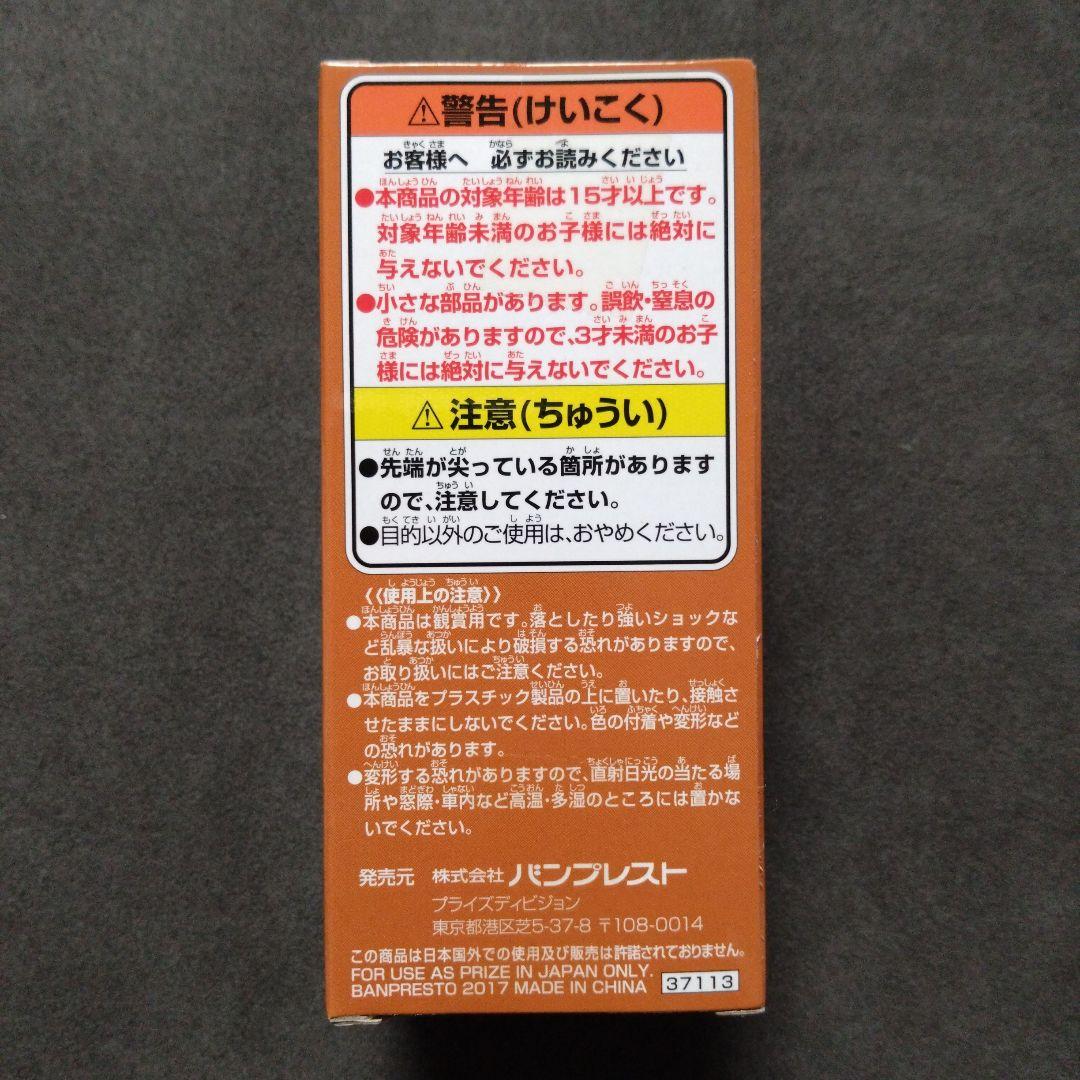 ⚠警告(けいこく)
お客様へ 必ずお読みください
●本商品の対象年齢は15才以上です。
対象年齢未満のお子様には絶対に
与えないでください。
●小さな部品があります。誤飲・窒息の
危険がありますので、3才未満のお子
様には絶対に与えないでください。
⚠注意(ちゅうい)
●先端が尖っている箇所があります
ので、注意してください。
●目的以外のご使用は、おやめください。
《使用上の注意》
●本商品は観賞用です。落としたり強いショックな
ど乱暴な扱いにより破損する恐れがありますので、
お取り扱いにはご注意ください。
●本商品をプラスチック製品の上に置いたり、接触さ
せたままにしないでください。色の付着や変形など
の恐れがあります。
●変形する恐れがありますので、直射日光の当たる場
所や窓際・車内など高温・多湿のところには置かな
いでください。
発売元 株式会社 バンプレスト
プライズディビジョン
東京都港区芝5-37-8 〒108-0014
この商品は日本国外での使用及び販売は許諾されておりません。
FOR USE AS PRIZE IN JAPAN ONLY.
BANPRESTO 2017 MADE IN CHINA 37113